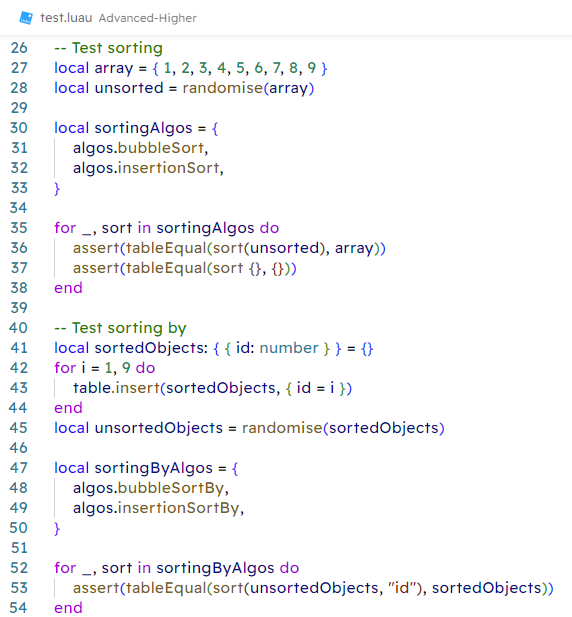 test.luau Advanced-Higher
26 -- Test sorting
27 local array = { 1, 2, 3, 4, 5, 6, 7, 8, 9 }
28 local unsorted = randomise(array)
29
30 local sortingAlgos = {
31     algos.bubbleSort,
32     algos.insertionSort,
33 }
34
35 for _, sort in sortingAlgos do
36     assert(tableEqual(sort(unsorted), array))
37     assert(tableEqual(sort {}, {}))
38 end
39
40 -- Test sorting by
41 local sortedObjects: { { id: number } } = {}
42 for i = 1, 9 do
43     table.insert(sortedObjects, { id = i })
44 end
45 local unsortedObjects = randomise(sortedObjects)
46
47 local sortingByAlgos = {
48     algos.bubbleSortBy,
49     algos.insertionSortBy,
50 }
51
52 for _, sort in sortingByAlgos do
53     assert(tableEqual(sort(unsortedObjects, "id"), sortedObjects))
54 end